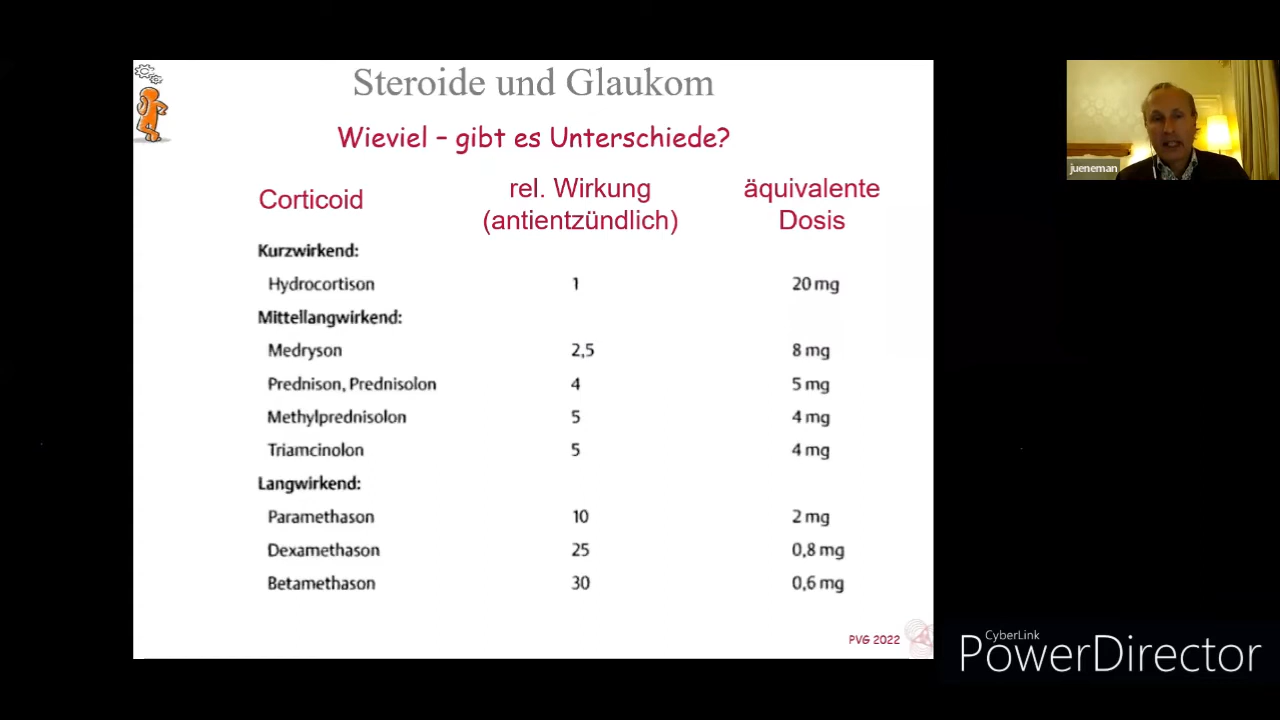 Steroide und Glaukom
Wieviel – gibt es Unterschiede?
Corticoid rel. Wirkung (antientzündlich) äquivalente Dosis
Kurzwirkend:
Hydrocortison 1 20 mg
Mittellangwirkend:
Medryson 2,5 8 mg
Prednison, Prednisolon 4 5 mg
Methylprednisolon 5 4 mg
Triamcinolon 5 4 mg
Langwirkend:
Paramethason 10 2 mg
Dexamethason 25 0,8 mg
Betamethason 30 0,6 mg
PVG 2022
jueneman
CyberLink
PowerDirector